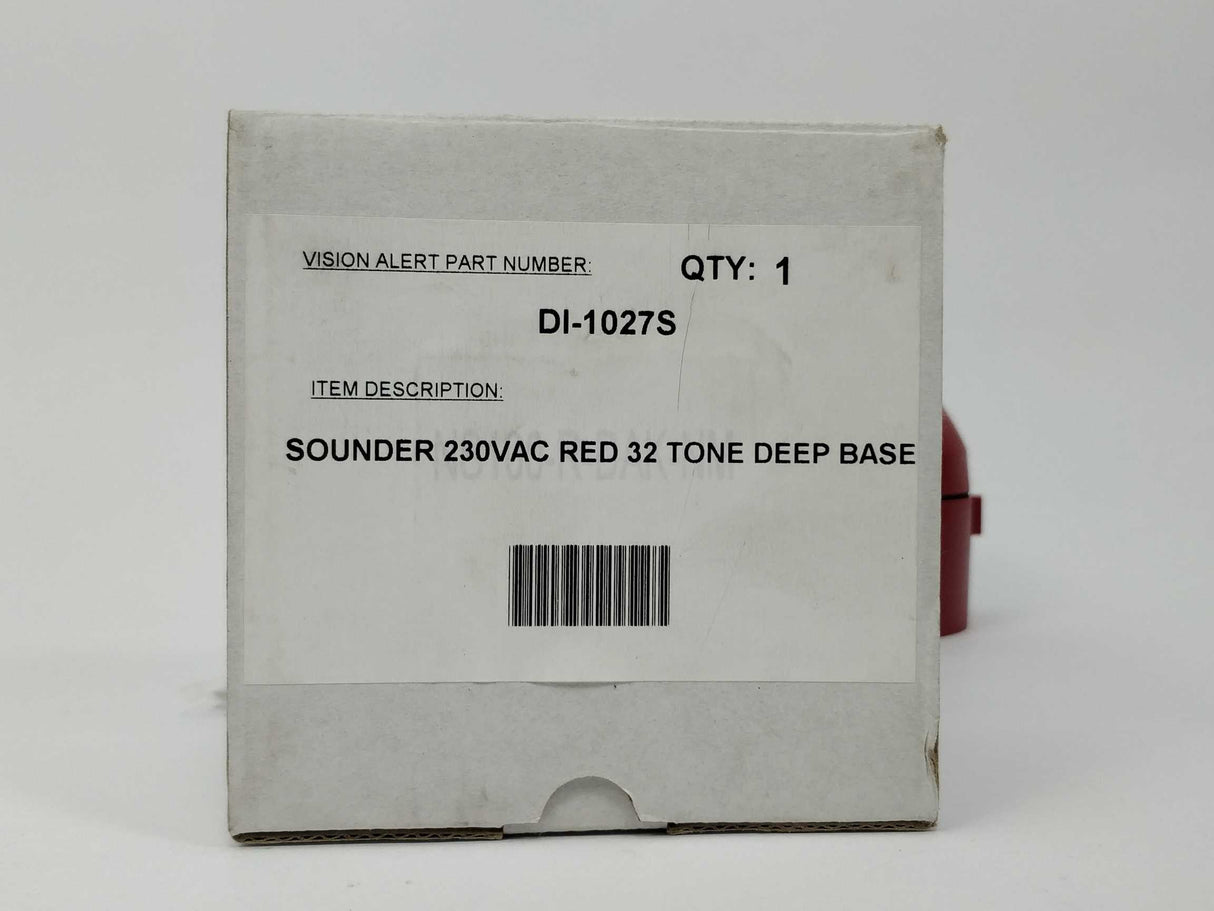 VISION ALERT PART NUMBER: QTY: 1
DI-1027S
ITEM DESCRIPTION:
SOUNDER 230VAC RED 32 TONE DEEP BASE